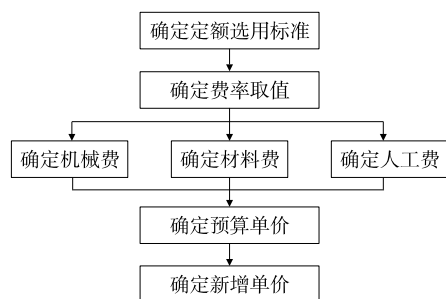 确定定额选用标准
确定费率取值
确定机械费 确定材料费 确定人工费
确定预算单价
确定新增单价